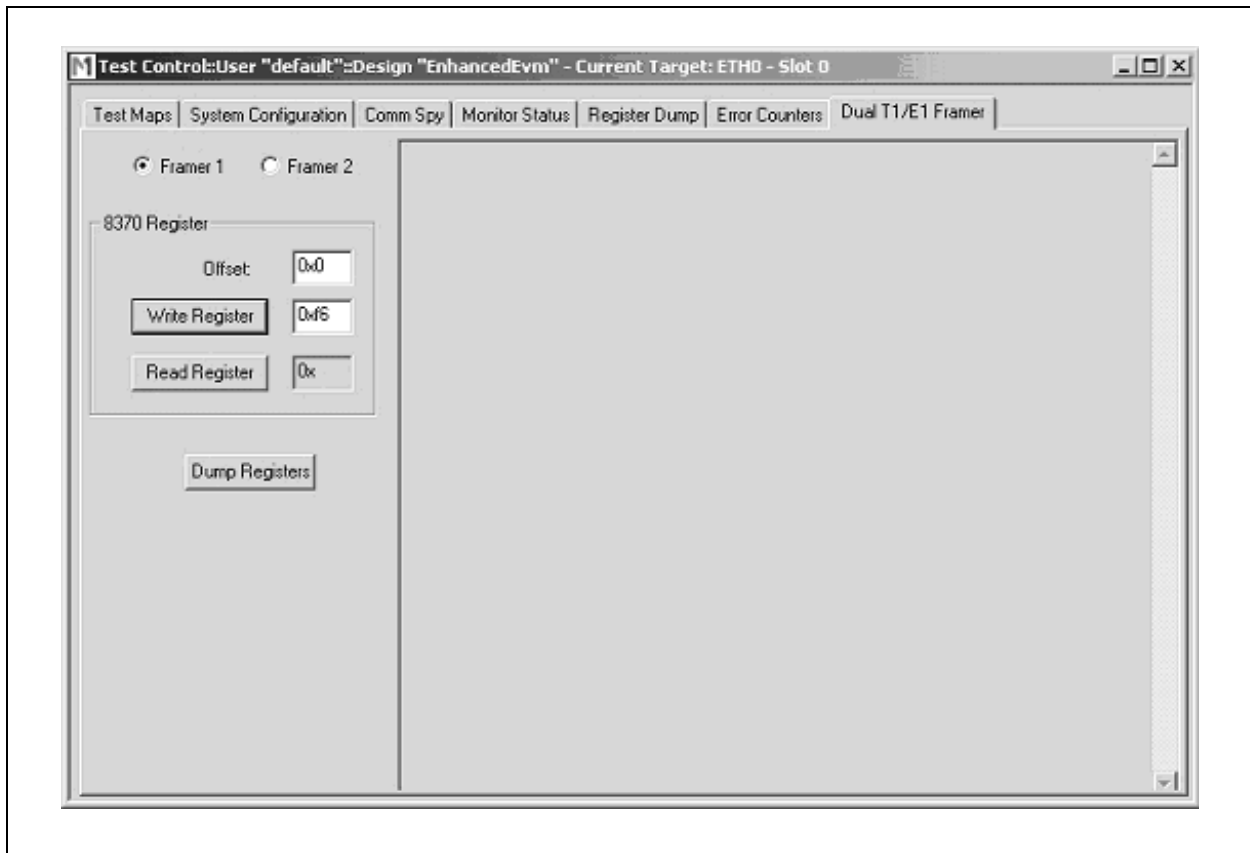 Test Control::User "default"::Design "EnhancedEvm" - Current Target: ETH0 - Slot 0
Test Maps System Configuration Comm Spy Monitor Status Register Dump Error Counters Dual T1/E1 Framer
Framer 1 Framer 2
8370 Register
Offset: 0x0
Write Register 0xf6
Read Register 0x
Dump Registers